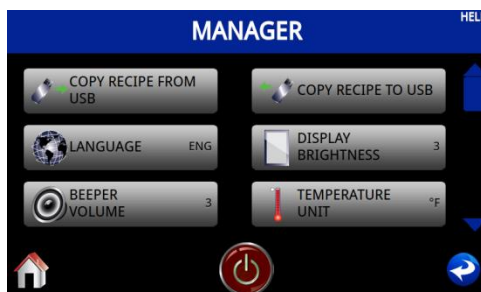 MANAGER
COPY RECIPE FROM
USB
COPY RECIPE TO USB
LANGUAGE ENG
DISPLAY
BRIGHTNESS 3
BEEPER
VOLUME 3
TEMPERATURE
UNIT °F